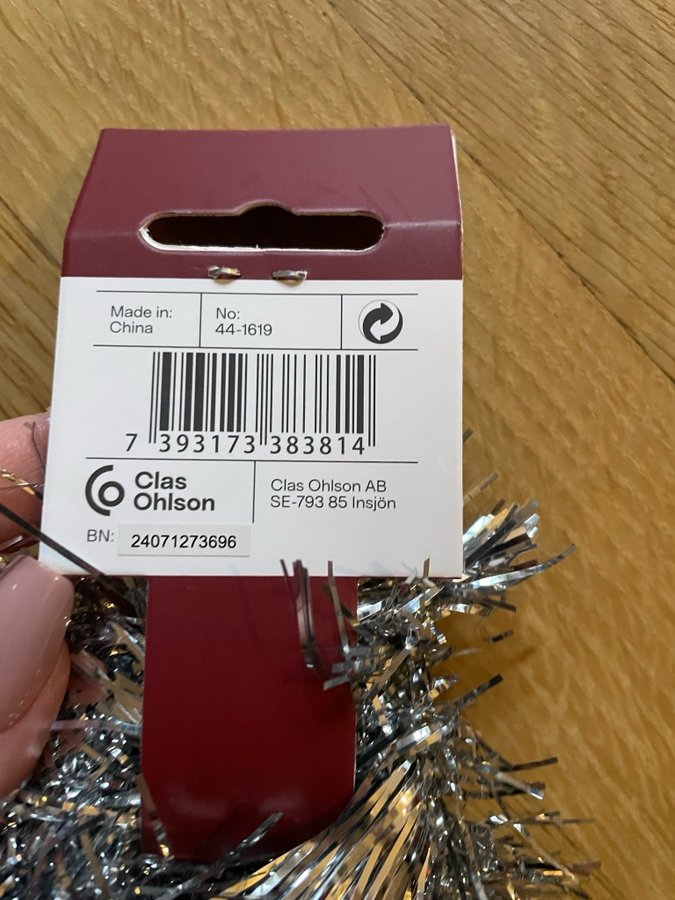 Made in:
China
No:
44-1619
7 393173 383814
Clas
Ohlson
Clas Ohlson AB
SE-793 85 Insjön
BN: 24071273696